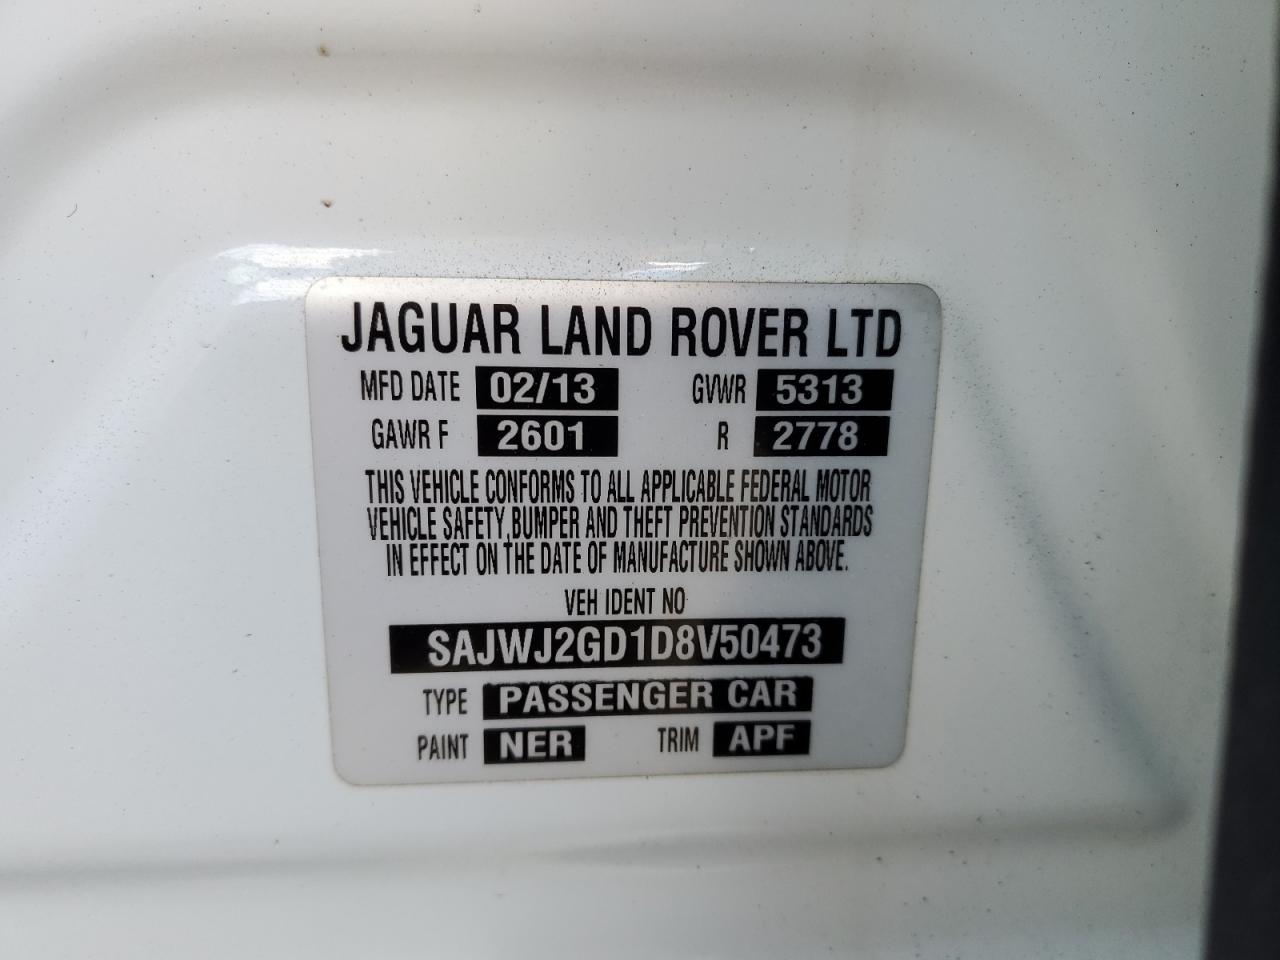 JAGUAR LAND ROVER LTD
MFD DATE 02/13 GVWR 5313
GAWR F 2601 R 2778
THIS VEHICLE CONFORMS TO ALL APPLICABLE FEDERAL MOTOR
VEHICLE SAFETY, BUMPER AND THEFT PREVENTION STANDARDS
IN EFFECT ON THE DATE OF MANUFACTURE SHOWN ABOVE.
VEH IDENT NO
SAJWJ2GD1D8V50473
TYPE PASSENGER CAR
PAINT NER TRIM APF